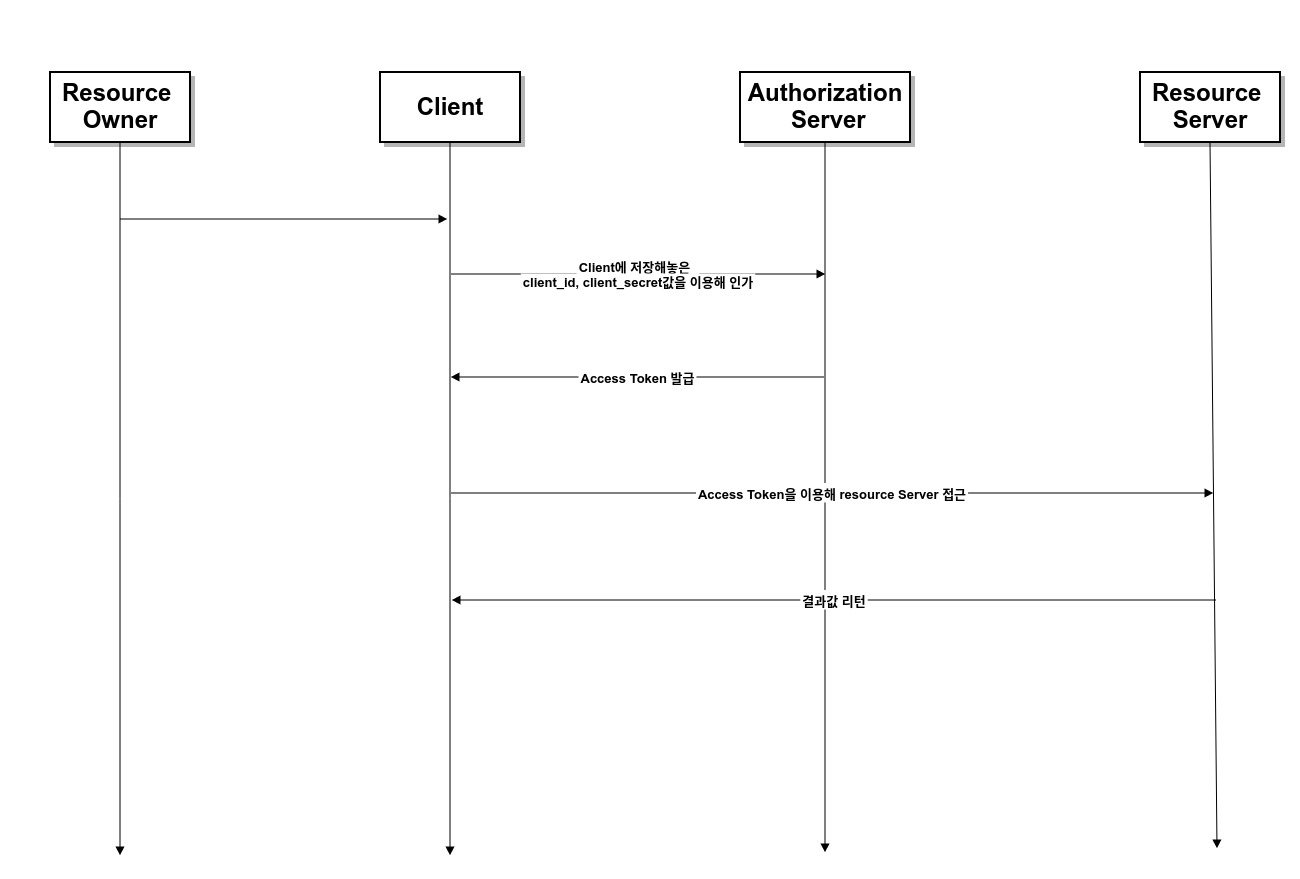 Resource
Owner
Client
Authorization
Server
Resource
Server
Client에 저장해놓은
client_id, client_secret값을 이용해 인가
Access Token 발급
Access Token을 이용해 resource Server 접근
결과값 리턴